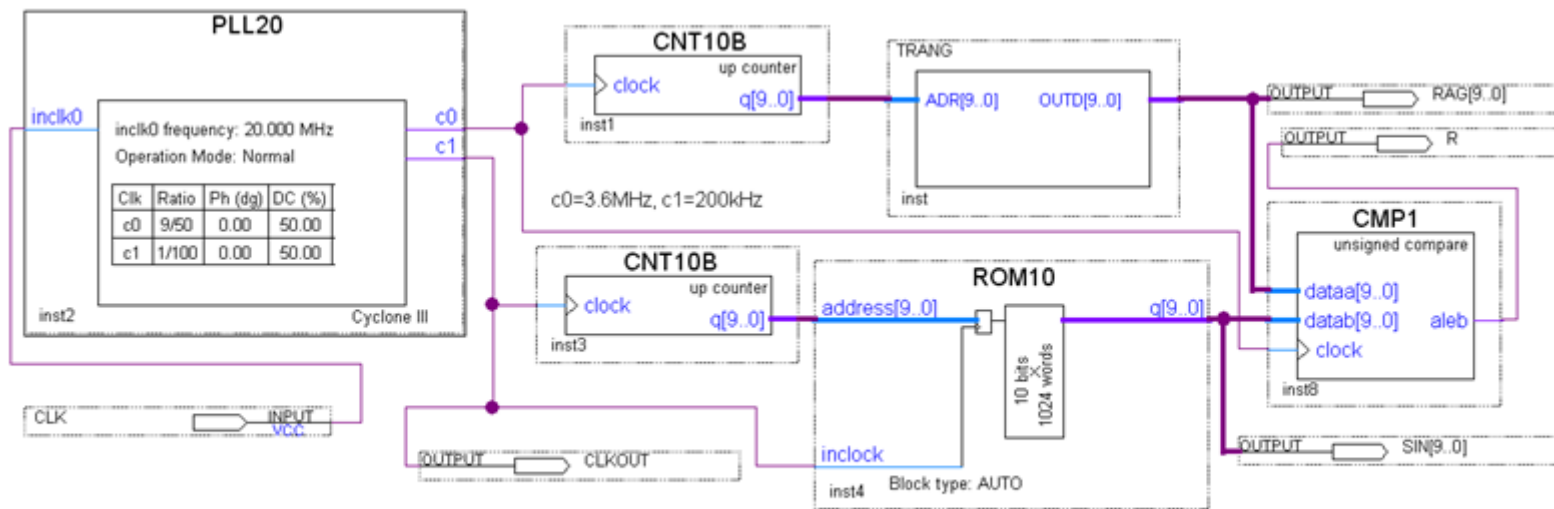 PLL20
inclk0
inclk0 frequency: 20.000 MHz
Operation Mode: Normal
Clk Ratio Ph (dg) DC (%)
c0 9/50 0.00 50.00
c1 1/100 0.00 50.00
c0
c1
inst2
Cyclone III
CLK
INPUT
VCC
CNT10B
up counter
clock
q[9..0]
inst1
TRANG
ADR[9..0]
OUTD[9..0]
inst
OUTPUT
RAG[9..0]
OUTPUT
R
c0=3.6MHz, c1=200kHz
CNT10B
up counter
clock
q[9..0]
inst3
ROM10
address[9..0]
q[9..0]
10 bits
×
1024 words
inclock
inst4
Block type: AUTO
OUTPUT
CLKOUT
CMP1
unsigned compare
dataa[9..0]
datab[9..0]
aleb
clock
inst8
OUTPUT
SIN[9..0]